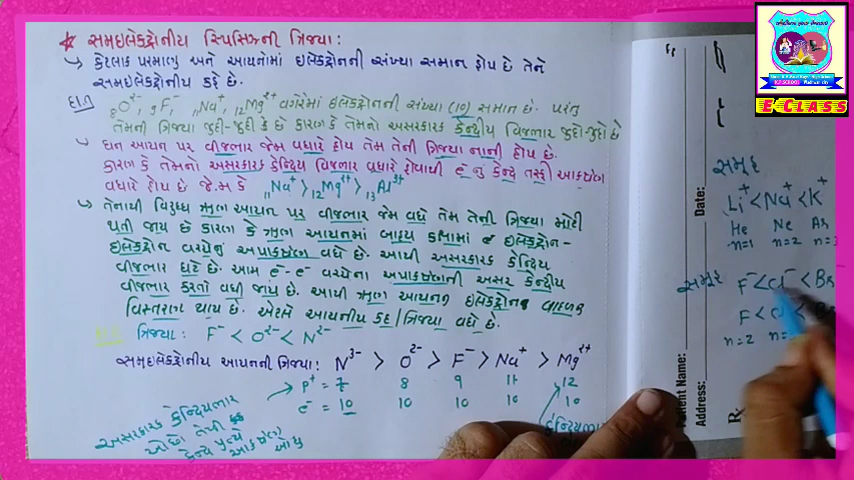 * સમઇલેક્ટ્રોનીય સ્પિસિઝની ત્રિજ્યા :
→ કેટલાક પરમાણુ અને આયનોમાં ઇલેક્ટ્રોનની સંખ્યા સમાન હોય છે તેને
સમઇલેક્ટ્રોનીય કહે છે.
દા.ત ₈O²⁻, ₉F⁻, ₁₁Na⁺, ₁₂Mg²⁺ વગેરેમાં ઇલેક્ટ્રોનની સંખ્યા (10) સમાન છે. પરંતુ
તેમની ત્રિજ્યા જુદી-જુદી છે કારણ કે તેમનો અસરકારક કેન્દ્રીય વિજભાર જુદો-જુદો છે
→ ધન આયન પર વીજભાર જેમ વધારે હોય તેમ તેની ત્રિજ્યા નાની હોય છે.
કારણ કે તેમનો અસરકારક કેન્દ્રિય વિજભાર વધારે હોવાથી e⁻નું કેન્દ્ર તરફી આકર્ષણ
વધારે હોય છે જેમ કે ₁₁Na⁺ > ₁₂Mg²⁺ > ₁₃Al³⁺
→ તેનાથી વિરુધ્ધ ઋણ આયન પર વીજભાર જેમ વધે તેમ તેની ત્રિજ્યા મોટી
થતી જાય છે કારણ કે ઋણ આયનમાં બાહ્ય કક્ષામાં ઇલેક્ટ્રોન-
ઇલેક્ટ્રોન વચ્ચેનું અપાકર્ષણ વધે છે. આથી અસરકારક કેન્દ્રિય
વીજભાર ઘટે છે. આમ e⁻-e⁻ વચ્ચેના અપાકર્ષણની અસર કેન્દ્રીય
વીજભાર કરતાં વધી જાય છે. આથી ઋણ આયનનું ઇલેક્ટ્રોન વાદળ
વિસ્તરણ થાય છે. એટલે આયનીય કદ/ત્રિજ્યા વધે છે.
ત્રિજ્યા : F⁻ < O²⁻ < N³⁻
સમઇલેક્ટ્રોનીય આયનની ત્રિજ્યા : N³⁻ > O²⁻ > F⁻ > Na⁺ > Mg²⁺
→ p⁺ = 7 8 9 11 12
e⁻ = 10 10 10 10 10
અસરકારક કેન્દ્રિયભાર
ઓછો તેથી
કેન્દ્ર પ્રત્યે
આકર્ષણ
સમૂહ
Li⁺ < Na⁺ < K⁺
He Ne Ar
n=1 n=2 n=3
સમૂહ F⁻ < Cl⁻ < Br
F < Cl <
n=2
Date:
Patient Name:
Address:
Rx
E-CLASS